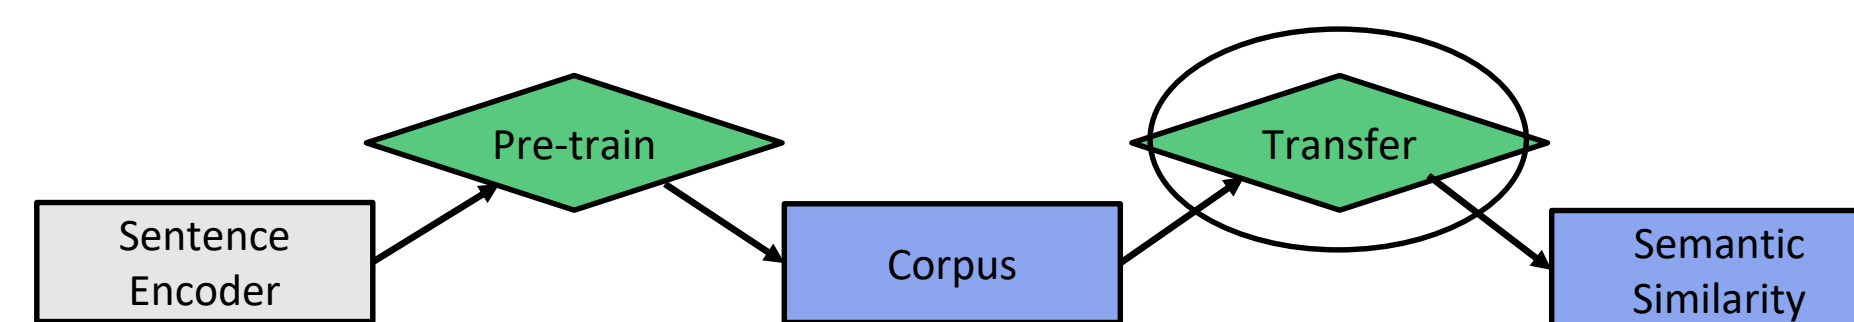 Pre-train
Transfer
Sentence
Encoder
Corpus
Semantic
Similarity